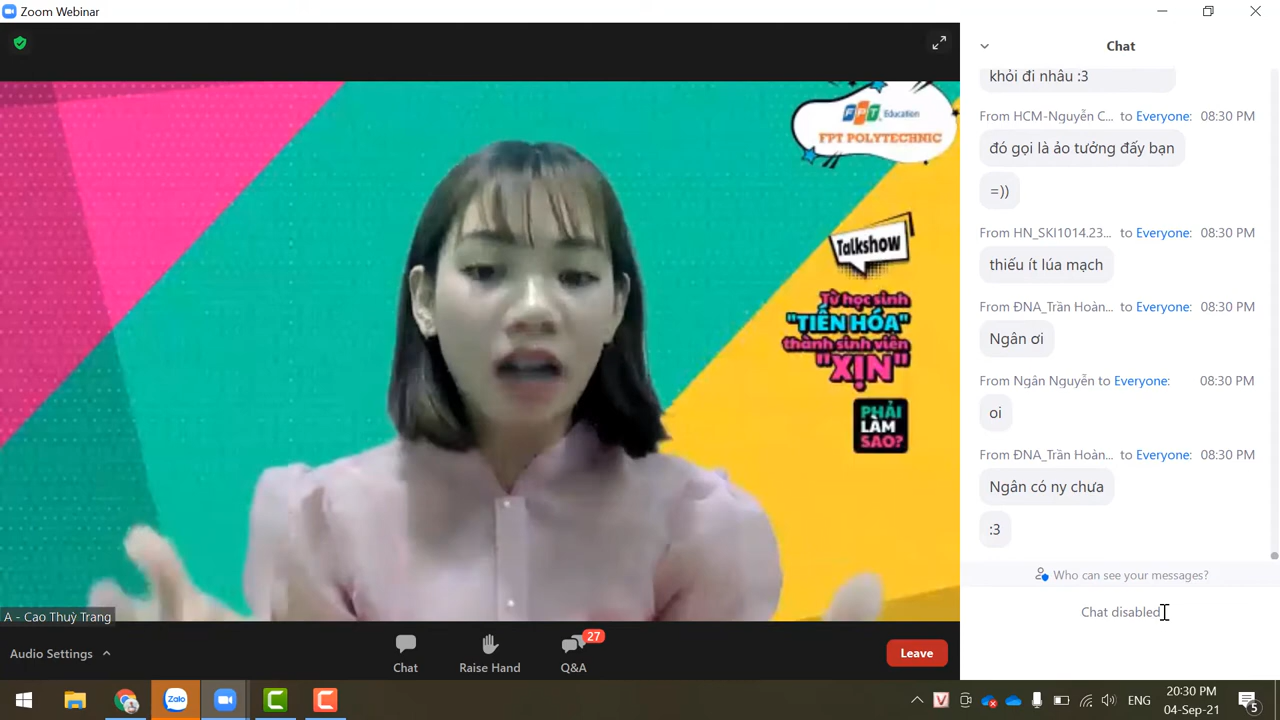 Zoom Webinar
FPT Education
FPT POLYTECHNIC
Talkshow
Từ học sinh
"TIẾN HÓA"
thành sinh viên
"XỊN"
PHẢI
LÀM
SAO?
A - Cao Thuỳ Trang
Audio Settings
Chat
Raise Hand
27
Q&A
Leave
Chat
khỏi đi nhâu :3
From HCM-Nguyễn C... to Everyone: 08:30 PM
đó gọi là ảo tưởng đấy bạn
=))
From HN_SKI1014.23... to Everyone: 08:30 PM
thiếu ít lúa mạch
From ĐNA_Trần Hoàn... to Everyone: 08:30 PM
Ngân ơi
From Ngân Nguyễn to Everyone: 08:30 PM
oi
From ĐNA_Trần Hoàn... to Everyone: 08:30 PM
Ngân có ny chưa
:3
Who can see your messages?
Chat disabled
Zalo
ENG
20:30 PM
04-Sep-21
5